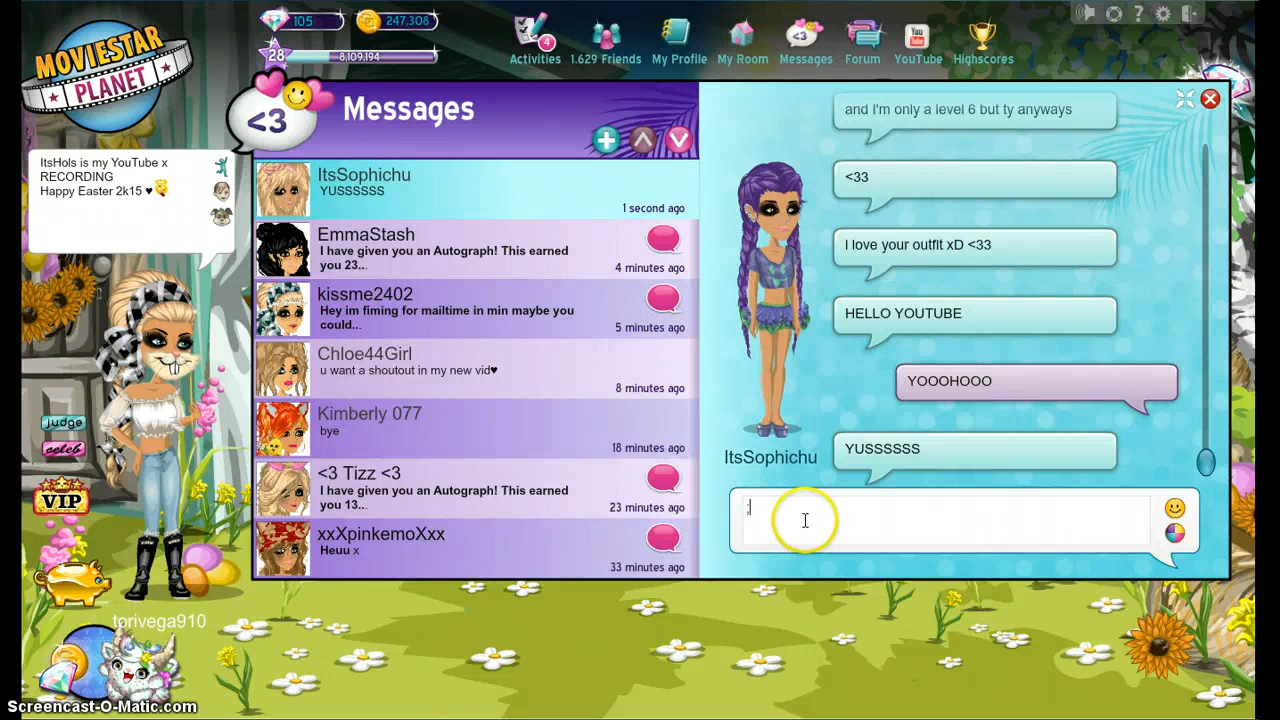 MOVIESTAR
PLANET
105
247.308
28
8,109,194
4
<3
Activities
1.629 Friends
My Profile
My Room
Messages
Forum
You
Tube
YouTube
Highscores
ItsHols is my YouTube x
RECORDING
Happy Easter 2k15 ♥
<3
Messages
ItsSophichu
YUSSSSSS
1 second ago
EmmaStash
I have given you an Autograph! This earned
you 23...
4 minutes ago
kissme2402
Hey im fiming for mailtime in min maybe you
could...
5 minutes ago
Chloe44Girl
u want a shoutout in my new vid♥
8 minutes ago
Kimberly 077
bye
18 minutes ago
<3 Tizz <3
I have given you an Autograph! This earned
you 13...
23 minutes ago
xxXpinkemoXxx
Heuu x
33 minutes ago
and I'm only a level 6 but ty anyways
<33
I love your outfit xD <33
HELLO YOUTUBE
YOOOHOOO
YUSSSSSS
ItsSophichu
;
judge
celeb
VIP
torivega910
Screencast-O-Matic.com